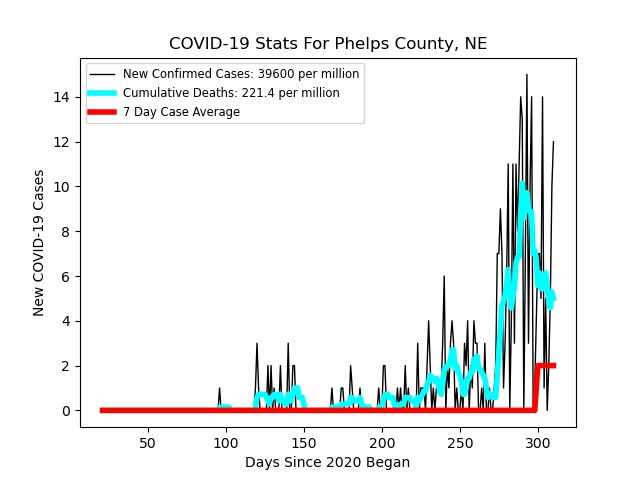 COVID-19 Stats For Phelps County, NE
New Confirmed Cases: 39600 per million
Cumulative Deaths: 221.4 per million
7 Day Case Average
New COVID-19 Cases
14
12
10
8
6
4
2
0
50 100 150 200 250 300
Days Since 2020 Began